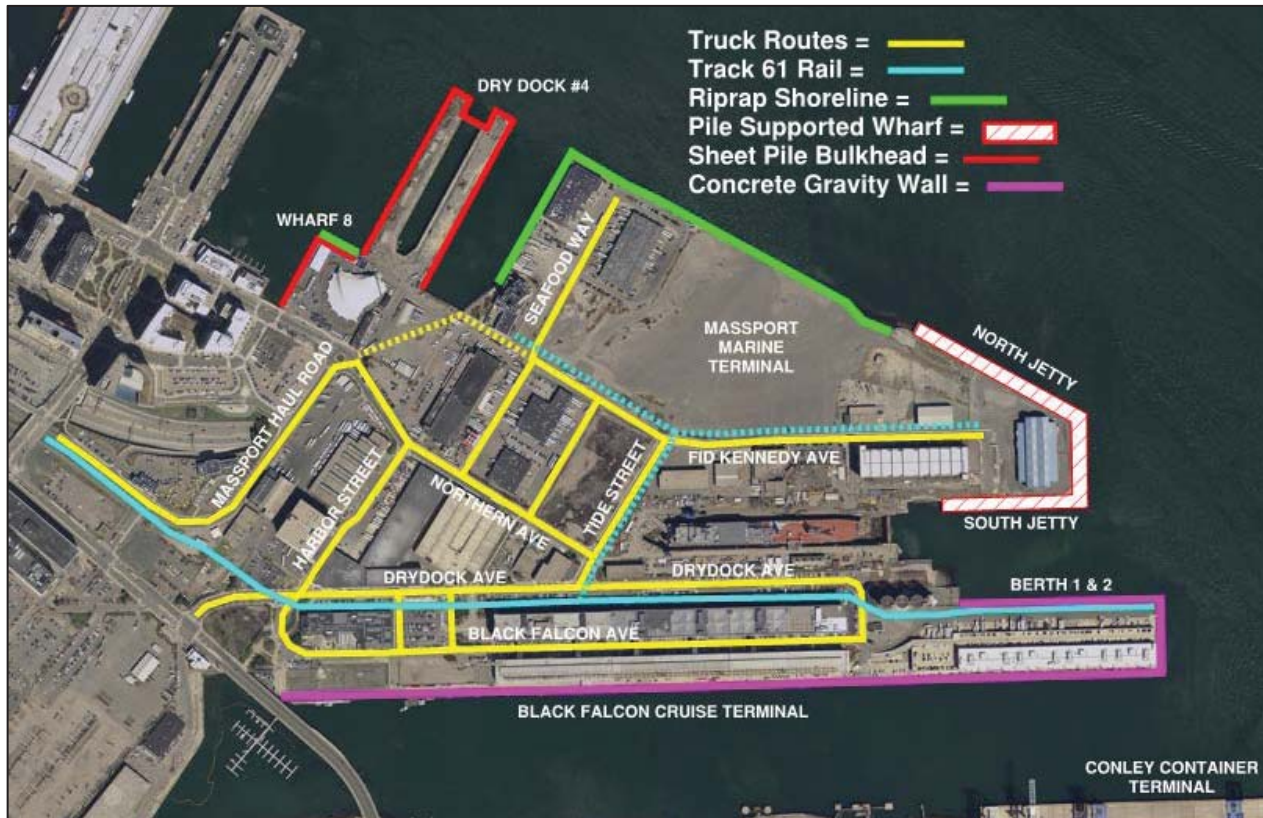 Truck Routes =
Track 61 Rail =
Riprap Shoreline =
Pile Supported Wharf =
Sheet Pile Bulkhead =
Concrete Gravity Wall =
DRY DOCK #4
WHARF 8
SEAFOOD WAY
MASSPORT
MARINE
TERMINAL
NORTH JETTY
MASSPORT HAUL ROAD
HARBOR STREET
NORTHERN AVE
TIDE STREET
FID KENNEDY AVE
SOUTH JETTY
DRYDOCK AVE
DRYDOCK AVE
BERTH 1 & 2
BLACK FALCON AVE
BLACK FALCON CRUISE TERMINAL
CONLEY CONTAINER
TERMINAL